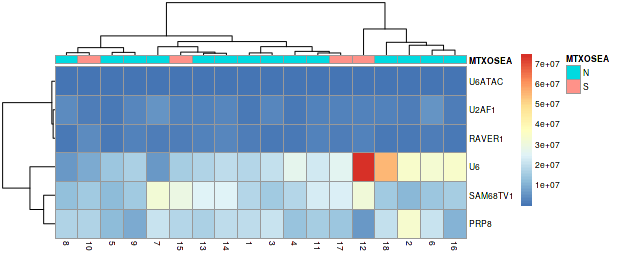 MTXOSEA
U6ATAC
U2AF1
RAVER1
U6
SAM68TV1
PRP8
8 10 5 9 7 15 13 14 1 3 4 11 17 12 18 2 6 16
7e+07
6e+07
5e+07
4e+07
3e+07
2e+07
1e+07
MTXOSEA
N
S